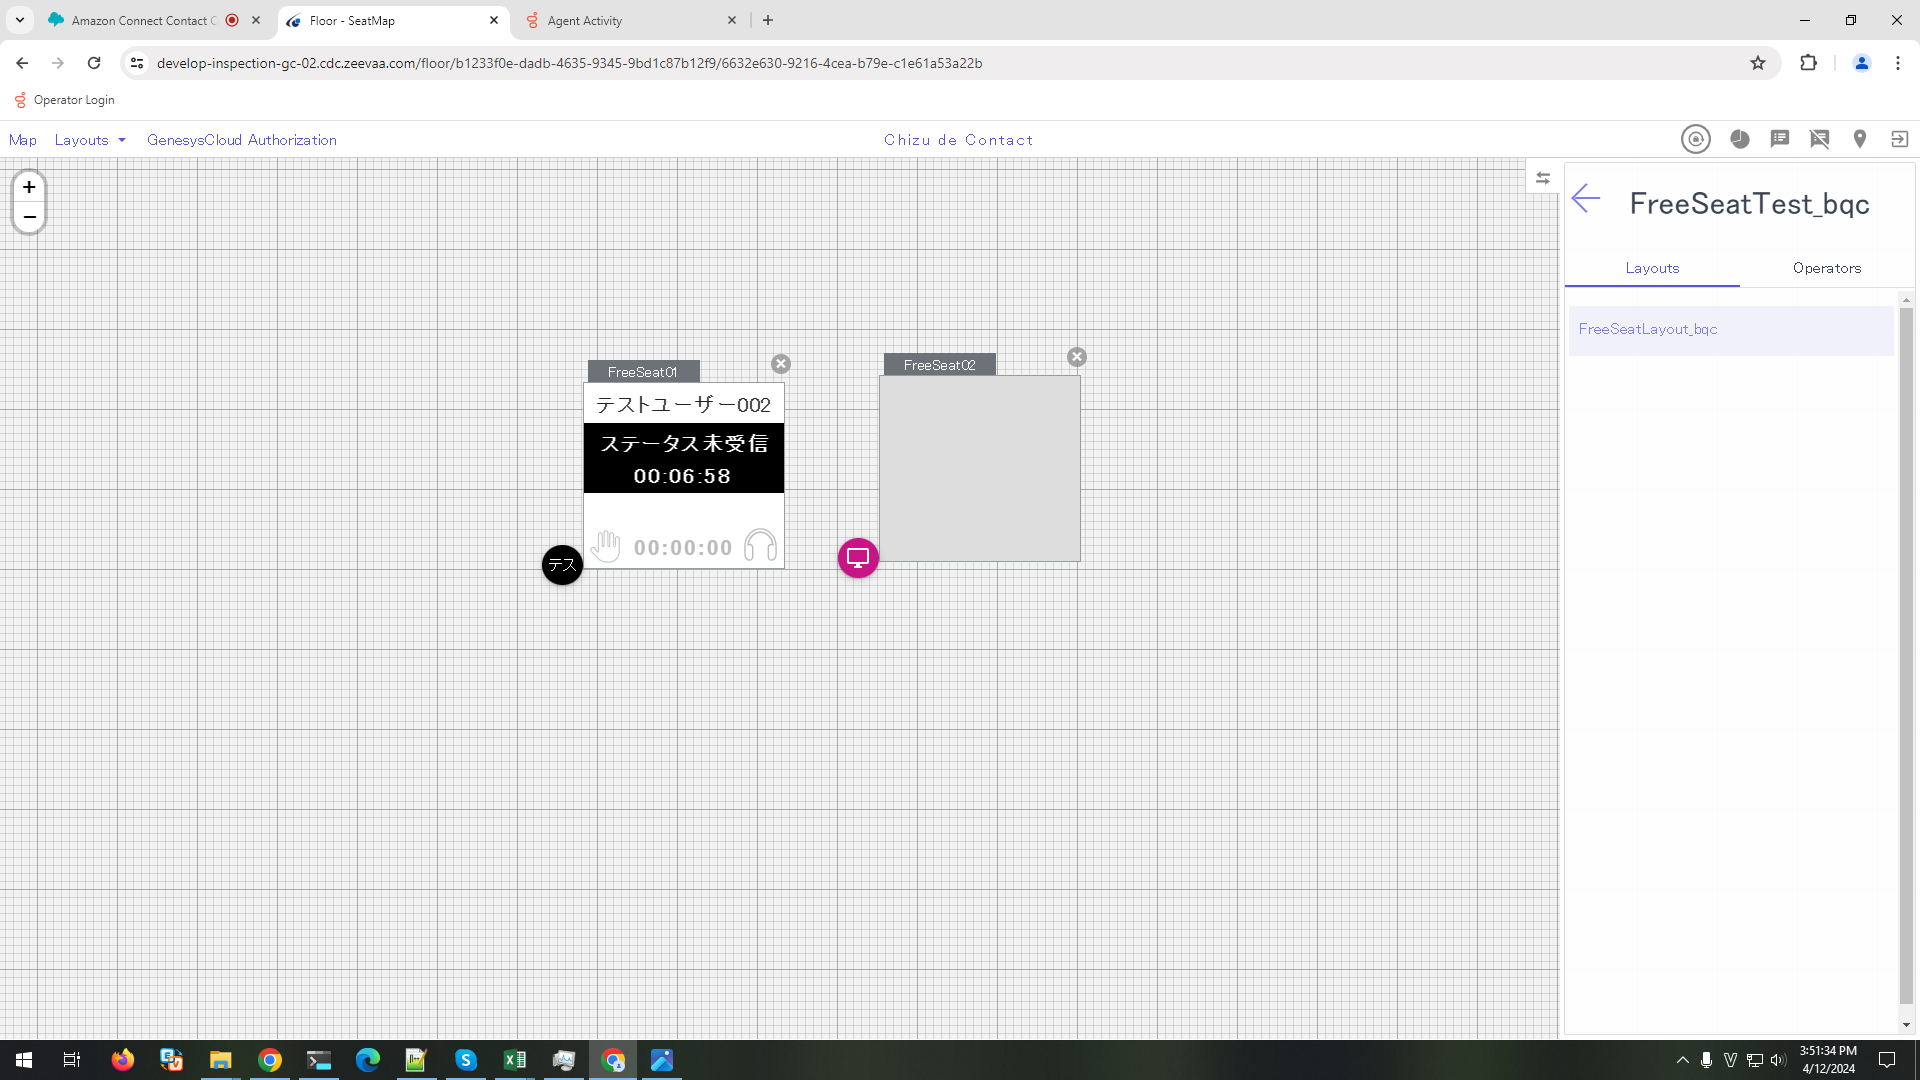 Amazon Connect Contact C
Floor - SeatMap
Agent Activity
develop-inspection-gc-02.cdc.zeevaa.com/floor/b1233f0e-dadb-4635-9345-9bd1c87b12f9/6632e630-9216-4cea-b79e-c1e61a53a22b
Operator Login
Map Layouts GenesysCloud Authorization Chizu de Contact
+
−
FreeSeatTest_bqc
Layouts Operators
FreeSeatLayout_bqc
FreeSeat01
テストユーザー002
ステータス未受信
00:06:58
00:00:00
テス
FreeSeat02
3:51:34 PM
4/12/2024